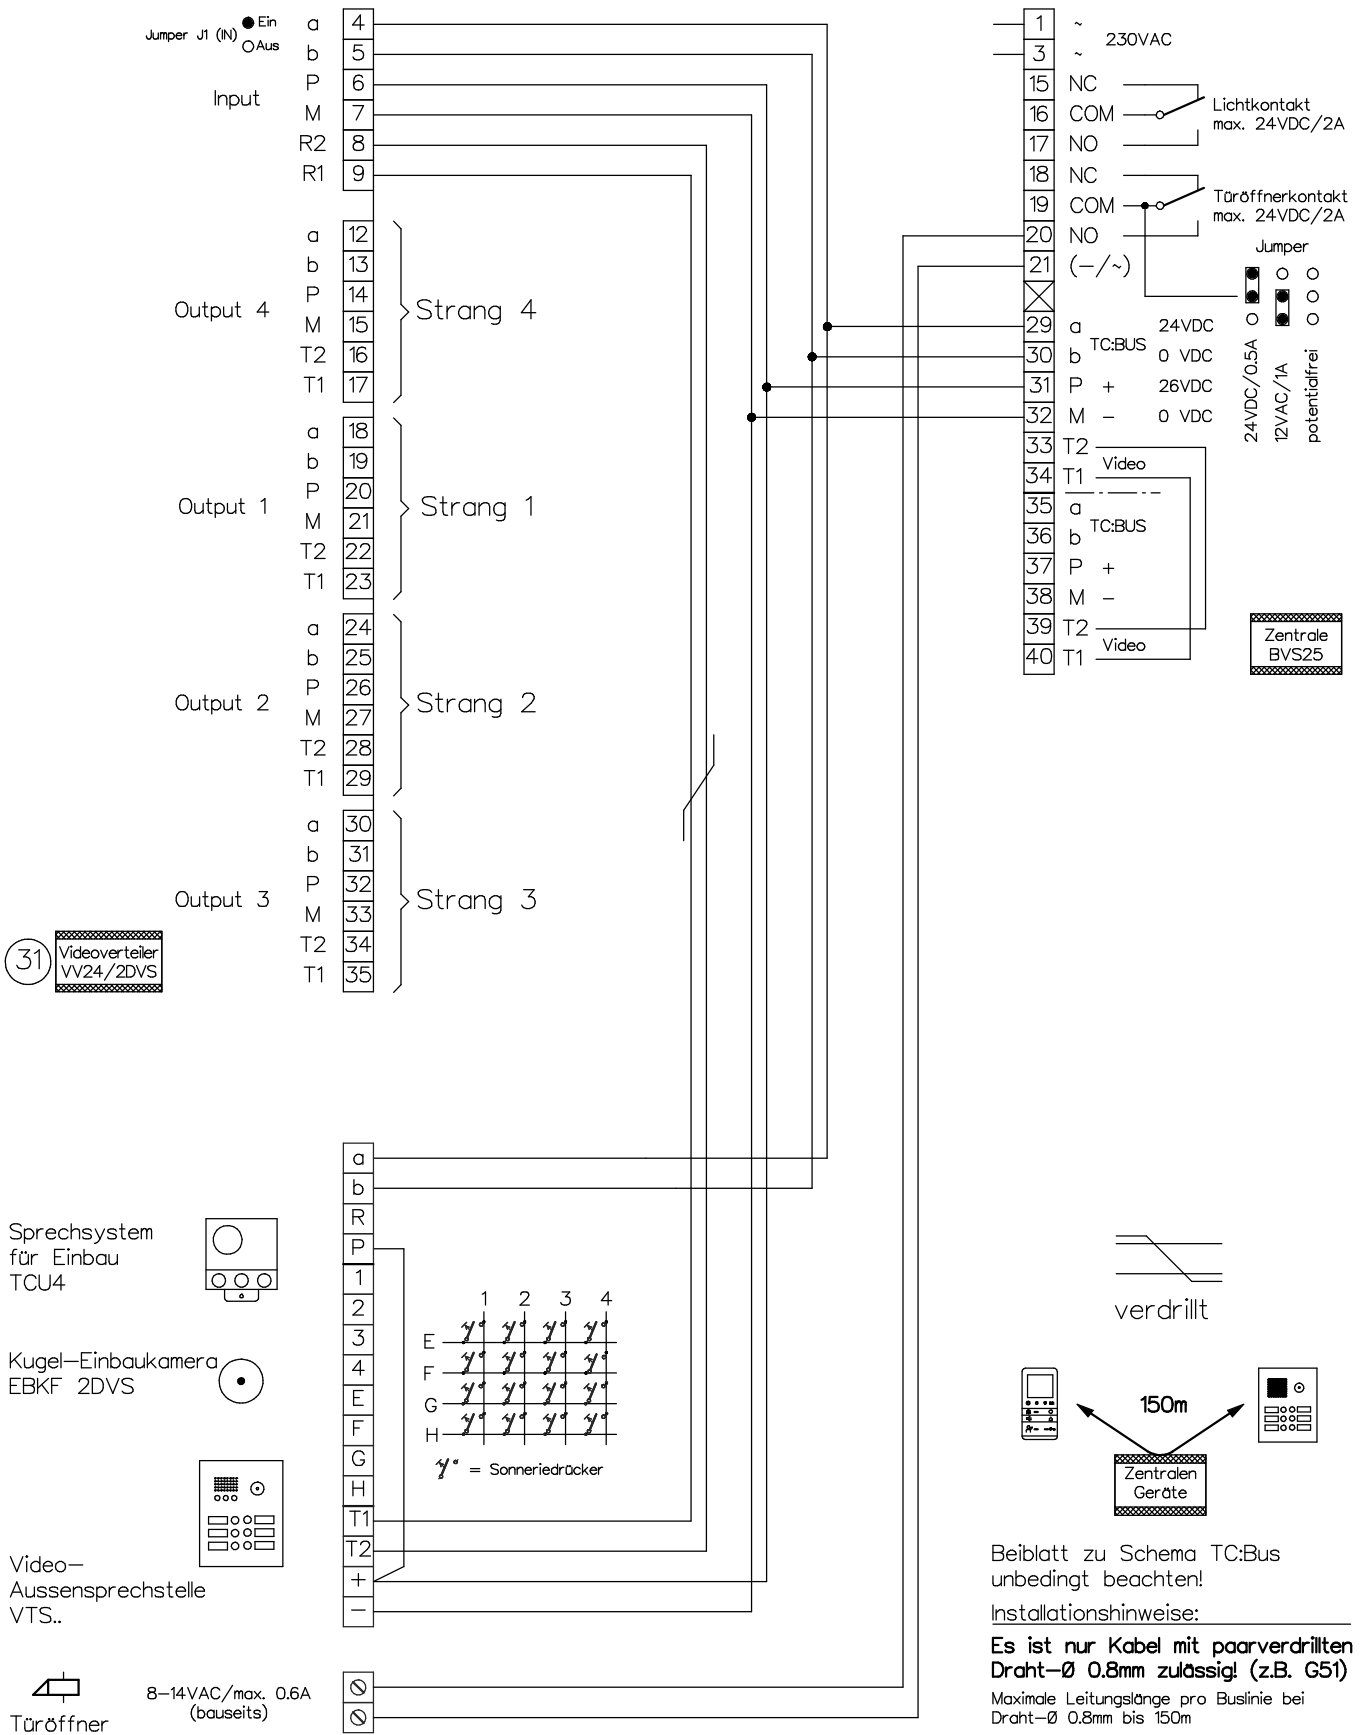 Jumper J1 (IN)
Ein
Aus
Input
a 4
b 5
P 6
M 7
R2 8
R1 9
Output 4
a 12
b 13
P 14
M 15
T2 16
T1 17
Strang 4
Output 1
a 18
b 19
P 20
M 21
T2 22
T1 23
Strang 1
Output 2
a 24
b 25
P 26
M 27
T2 28
T1 29
Strang 2
Output 3
a 30
b 31
P 32
M 33
T2 34
T1 35
Strang 3
31
Videoverteiler
VV24/2DVS
1 ~
3 ~
230VAC
15 NC
16 COM
17 NO
Lichtkontakt
max. 24VDC/2A
18 NC
19 COM
20 NO
Türöffnerkontakt
max. 24VDC/2A
21 (−/~)
Jumper
24VDC/0.5A
12VAC/1A
potentialfrei
29 a 24VDC
TC:BUS
30 b 0 VDC
31 P + 26VDC
32 M − 0 VDC
33 T2
Video
34 T1
35 a
TC:BUS
36 b
37 P +
38 M −
39 T2
Video
40 T1
Zentrale
BVS25
a
b
R
P
1
2
3
4
E
F
G
H
T1
T2
+
−
Sprechsystem
für Einbau
TCU4
Kugel−Einbaukamera
EBKF 2DVS
Video−
Aussensprechstelle
VTS..
Türöffner
8−14VAC/max. 0.6A
(bauseits)
1 2 3 4
E
F
G
H
= Sonneriedrücker
verdrillt
150m
Zentralen
Geräte
Beiblatt zu Schema TC:Bus
unbedingt beachten!
Installationshinweise:
Es ist nur Kabel mit paarverdrillten
Draht−Ø 0.8mm zulässig! (z.B. G51)
Maximale Leitungslänge pro Buslinie bei
Draht−Ø 0.8mm bis 150m